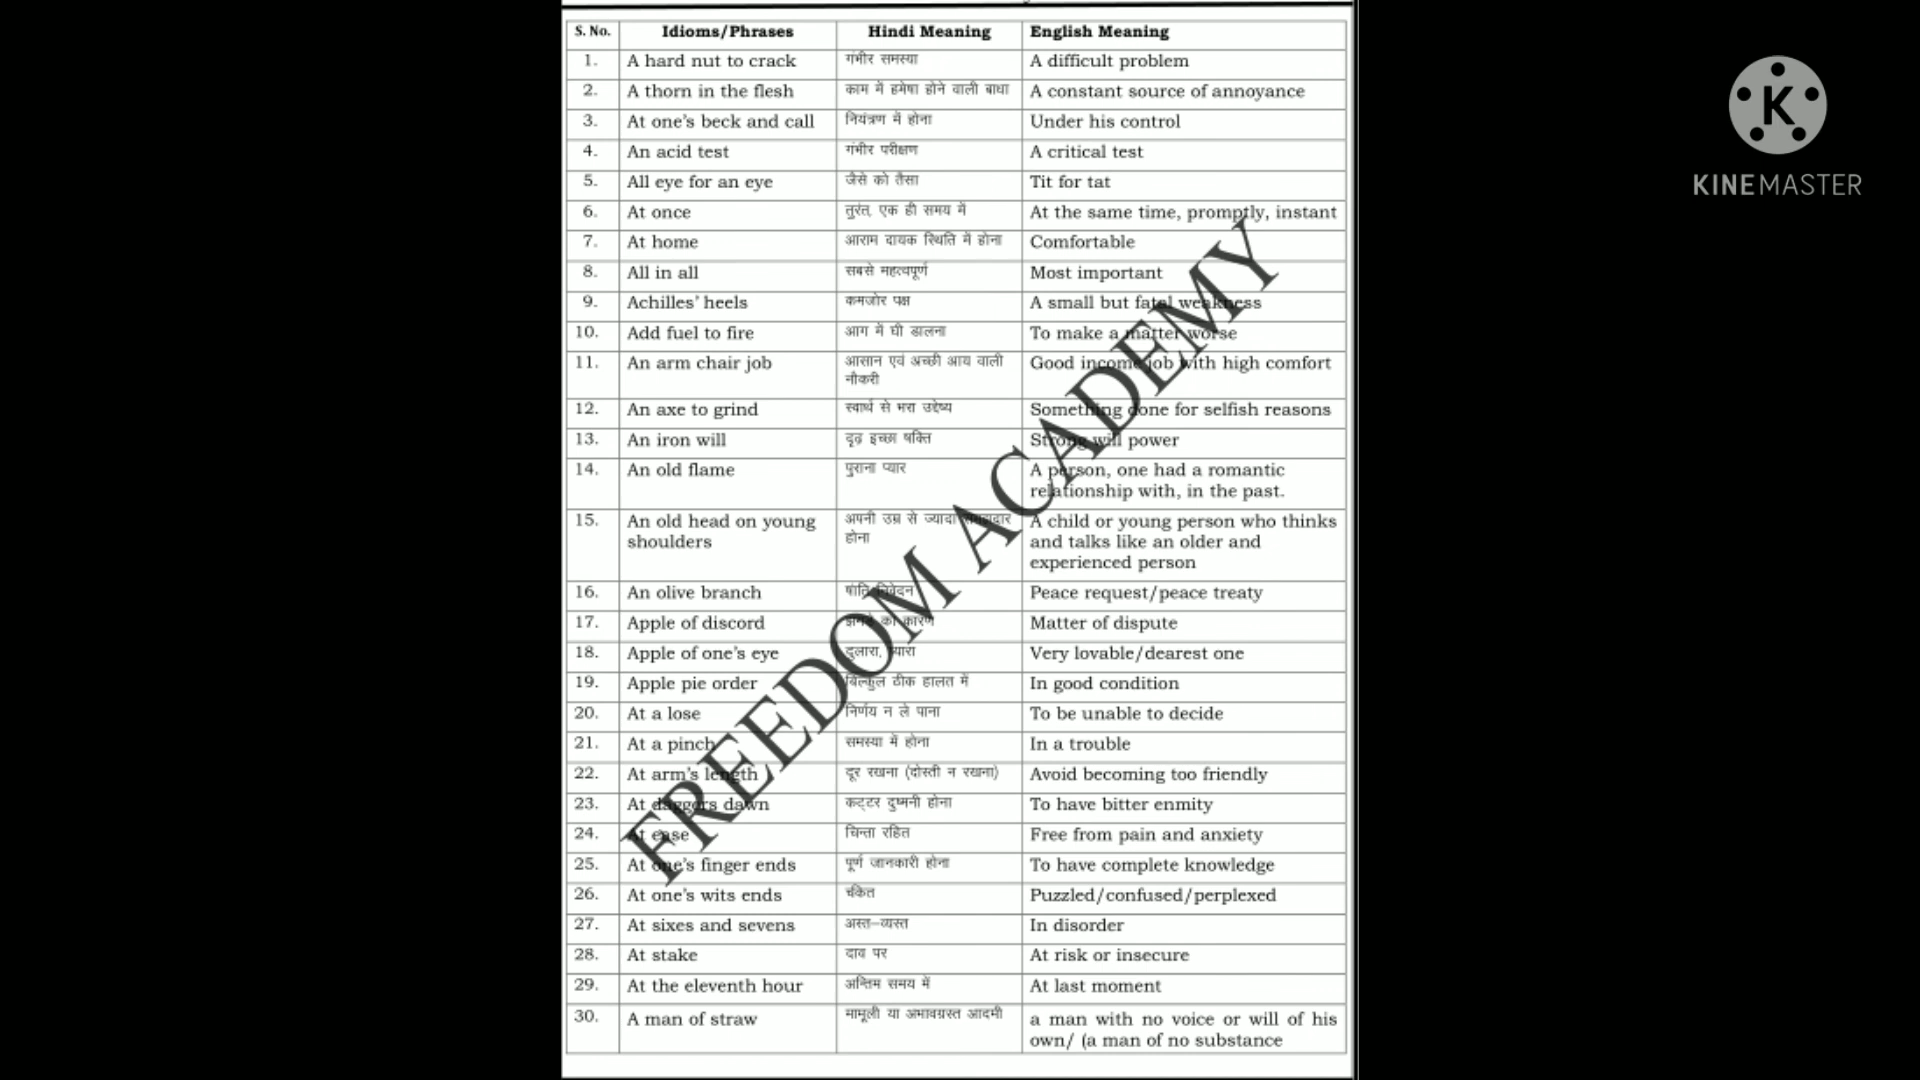 S. No. Idioms/Phrases Hindi Meaning English Meaning
1. A hard nut to crack गंभीर समस्या A difficult problem
2. A thorn in the flesh काम में हमेषा होने वाली बाधा A constant source of annoyance
3. At one's beck and call नियंत्रण में होना Under his control
4. An acid test गंभीर परीक्षण A critical test
5. All eye for an eye जैसे को तैसा Tit for tat
6. At once तुरंत, एक ही समय में At the same time, promptly, instant
7. At home आराम दायक स्थिति में होना Comfortable
8. All in all सबसे महत्वपूर्ण Most important
9. Achilles' heels कमजोर पक्ष A small but fatal weakness
10. Add fuel to fire आग में घी डालना To make a matter worse
11. An arm chair job आसान एवं अच्छी आय वाली Good income job with high comfort
नौकरी
12. An axe to grind स्वार्थ से भरा उद्देष्य Something done for selfish reasons
13. An iron will दृढ़ इच्छा षक्ति Strong will power
14. An old flame पुराना प्यार A person, one had a romantic
relationship with, in the past.
15. An old head on young अपनी उम्र से ज्यादा समझदार A child or young person who thinks
shoulders होना and talks like an older and
experienced person
16. An olive branch षांति निवेदन Peace request/peace treaty
17. Apple of discord झगड़े का कारण Matter of dispute
18. Apple of one's eye दुलारा, प्यारा Very lovable/dearest one
19. Apple pie order बिल्कुल ठीक हालत में In good condition
20. At a lose निर्णय न ले पाना To be unable to decide
21. At a pinch समस्या में होना In a trouble
22. At arm's length दूर रखना (दोस्ती न रखना) Avoid becoming too friendly
23. At daggers dawn कट्टर दुष्मनी होना To have bitter enmity
24. At ease चिन्ता रहित Free from pain and anxiety
25. At one's finger ends पूर्ण जानकारी होना To have complete knowledge
26. At one's wits ends चकित Puzzled/confused/perplexed
27. At sixes and sevens अस्त–व्यस्त In disorder
28. At stake दाव पर At risk or insecure
29. At the eleventh hour अन्तिम समय में At last moment
30. A man of straw मामूली या अभावग्रस्त आदमी a man with no voice or will of his
own/ (a man of no substance
FREEDOM ACADEMY
K
KINEMASTER